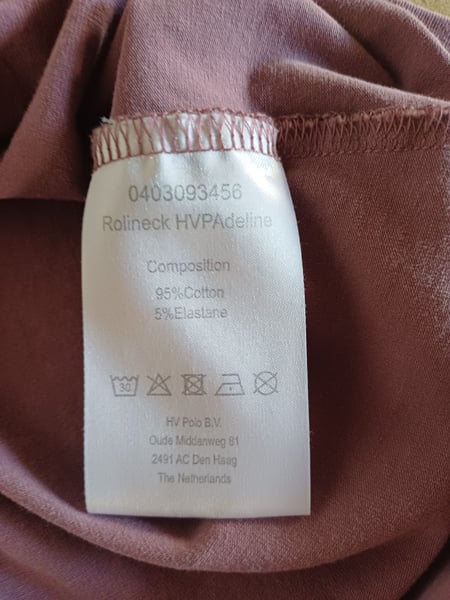 0403093456
Rollneck HVPAdeline
Composition
95%Cotton
5%Elastane
30
HV Polo B.V.
Oude Middenweg 81
2491 AC Den Haag
The Netherlands